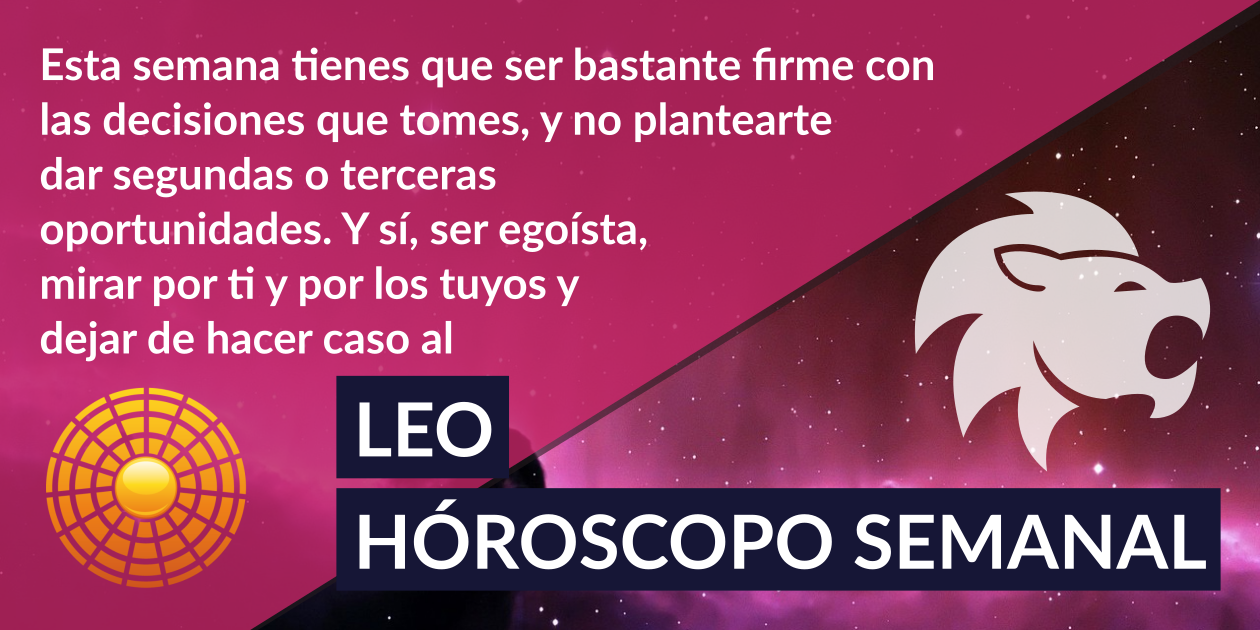 Esta semana tienes que ser bastante firme con
las decisiones que tomes, y no plantearte
dar segundas o terceras
oportunidades. Y sí, ser egoísta,
mirar por ti y por los tuyos y
dejar de hacer caso al
LEO
HÓROSCOPO SEMANAL